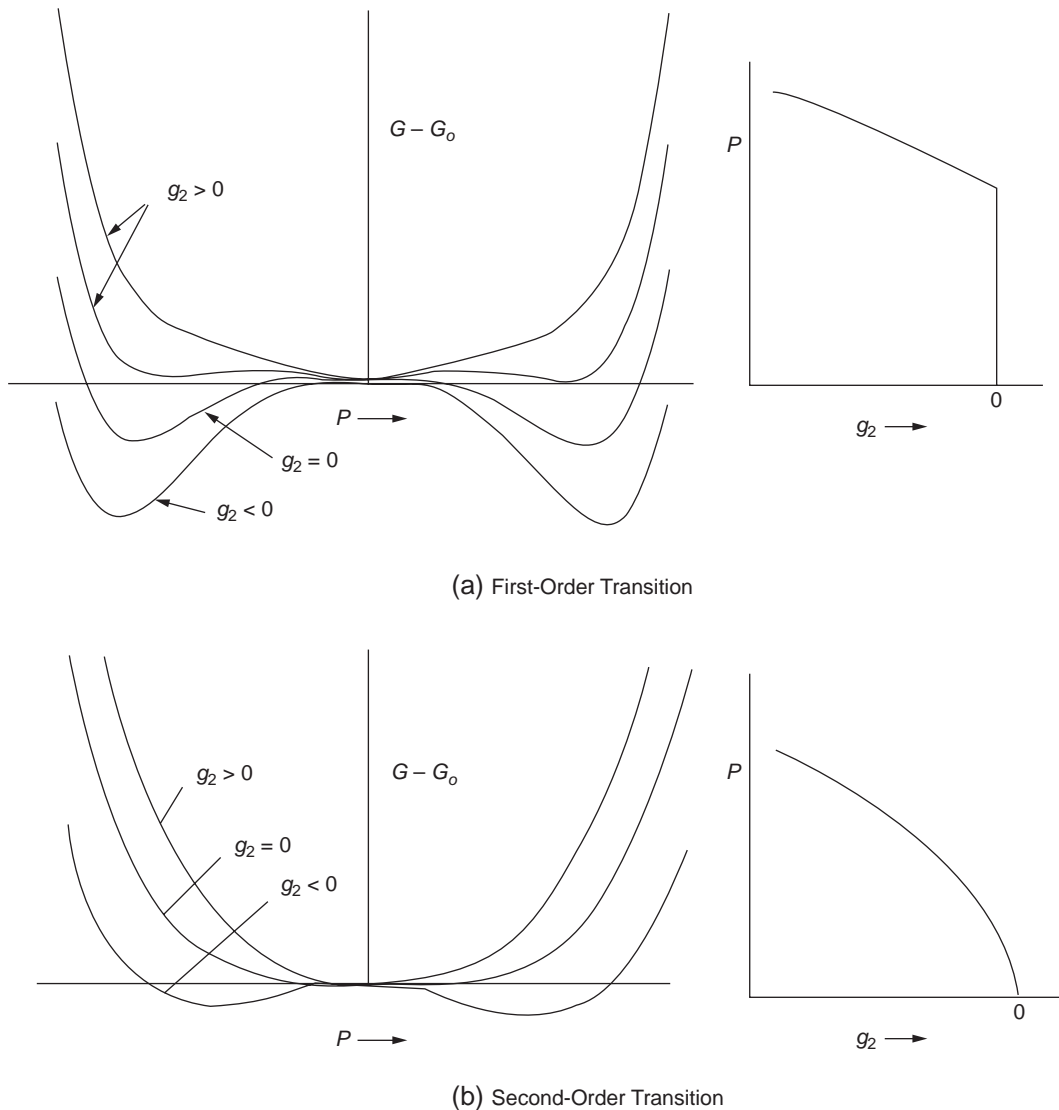 G – Gₒ
g₂ > 0
P
g₂ = 0
g₂ < 0
P
0
g₂
(a) First-Order Transition
G – Gₒ
g₂ > 0
g₂ = 0
g₂ < 0
P
P
0
g₂
(b) Second-Order Transition